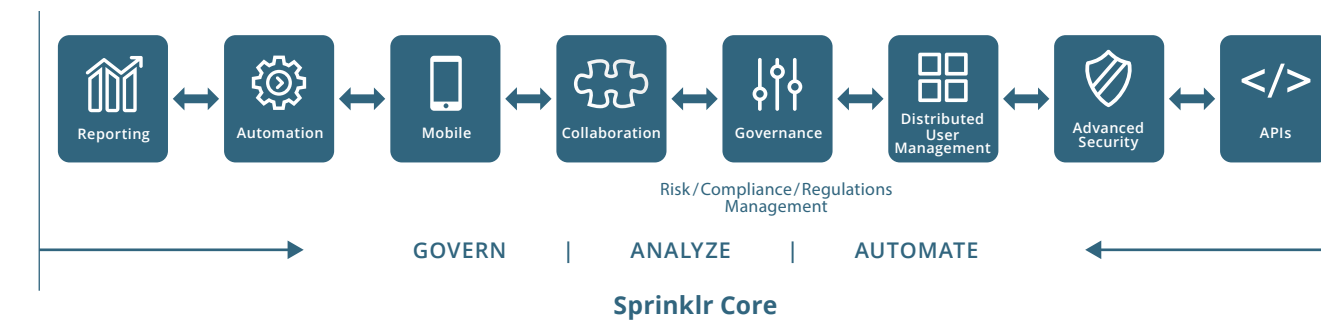 Reporting
Automation
Mobile
Collaboration
Governance
Distributed
User
Management
Advanced
Security
</>
APIs
Risk/Compliance/Regulations
Management
GOVERN | ANALYZE | AUTOMATE
Sprinklr Core